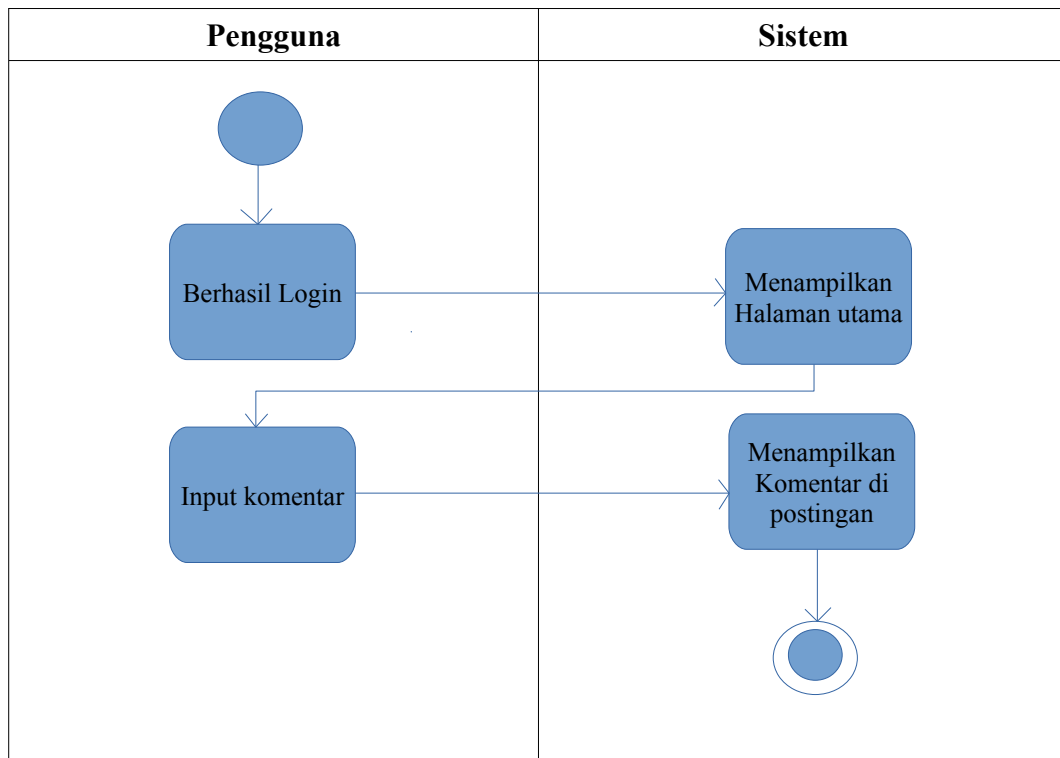 Pengguna
Sistem
Berhasil Login
Menampilkan
Halaman utama
Input komentar
Menampilkan
Komentar di
postingan